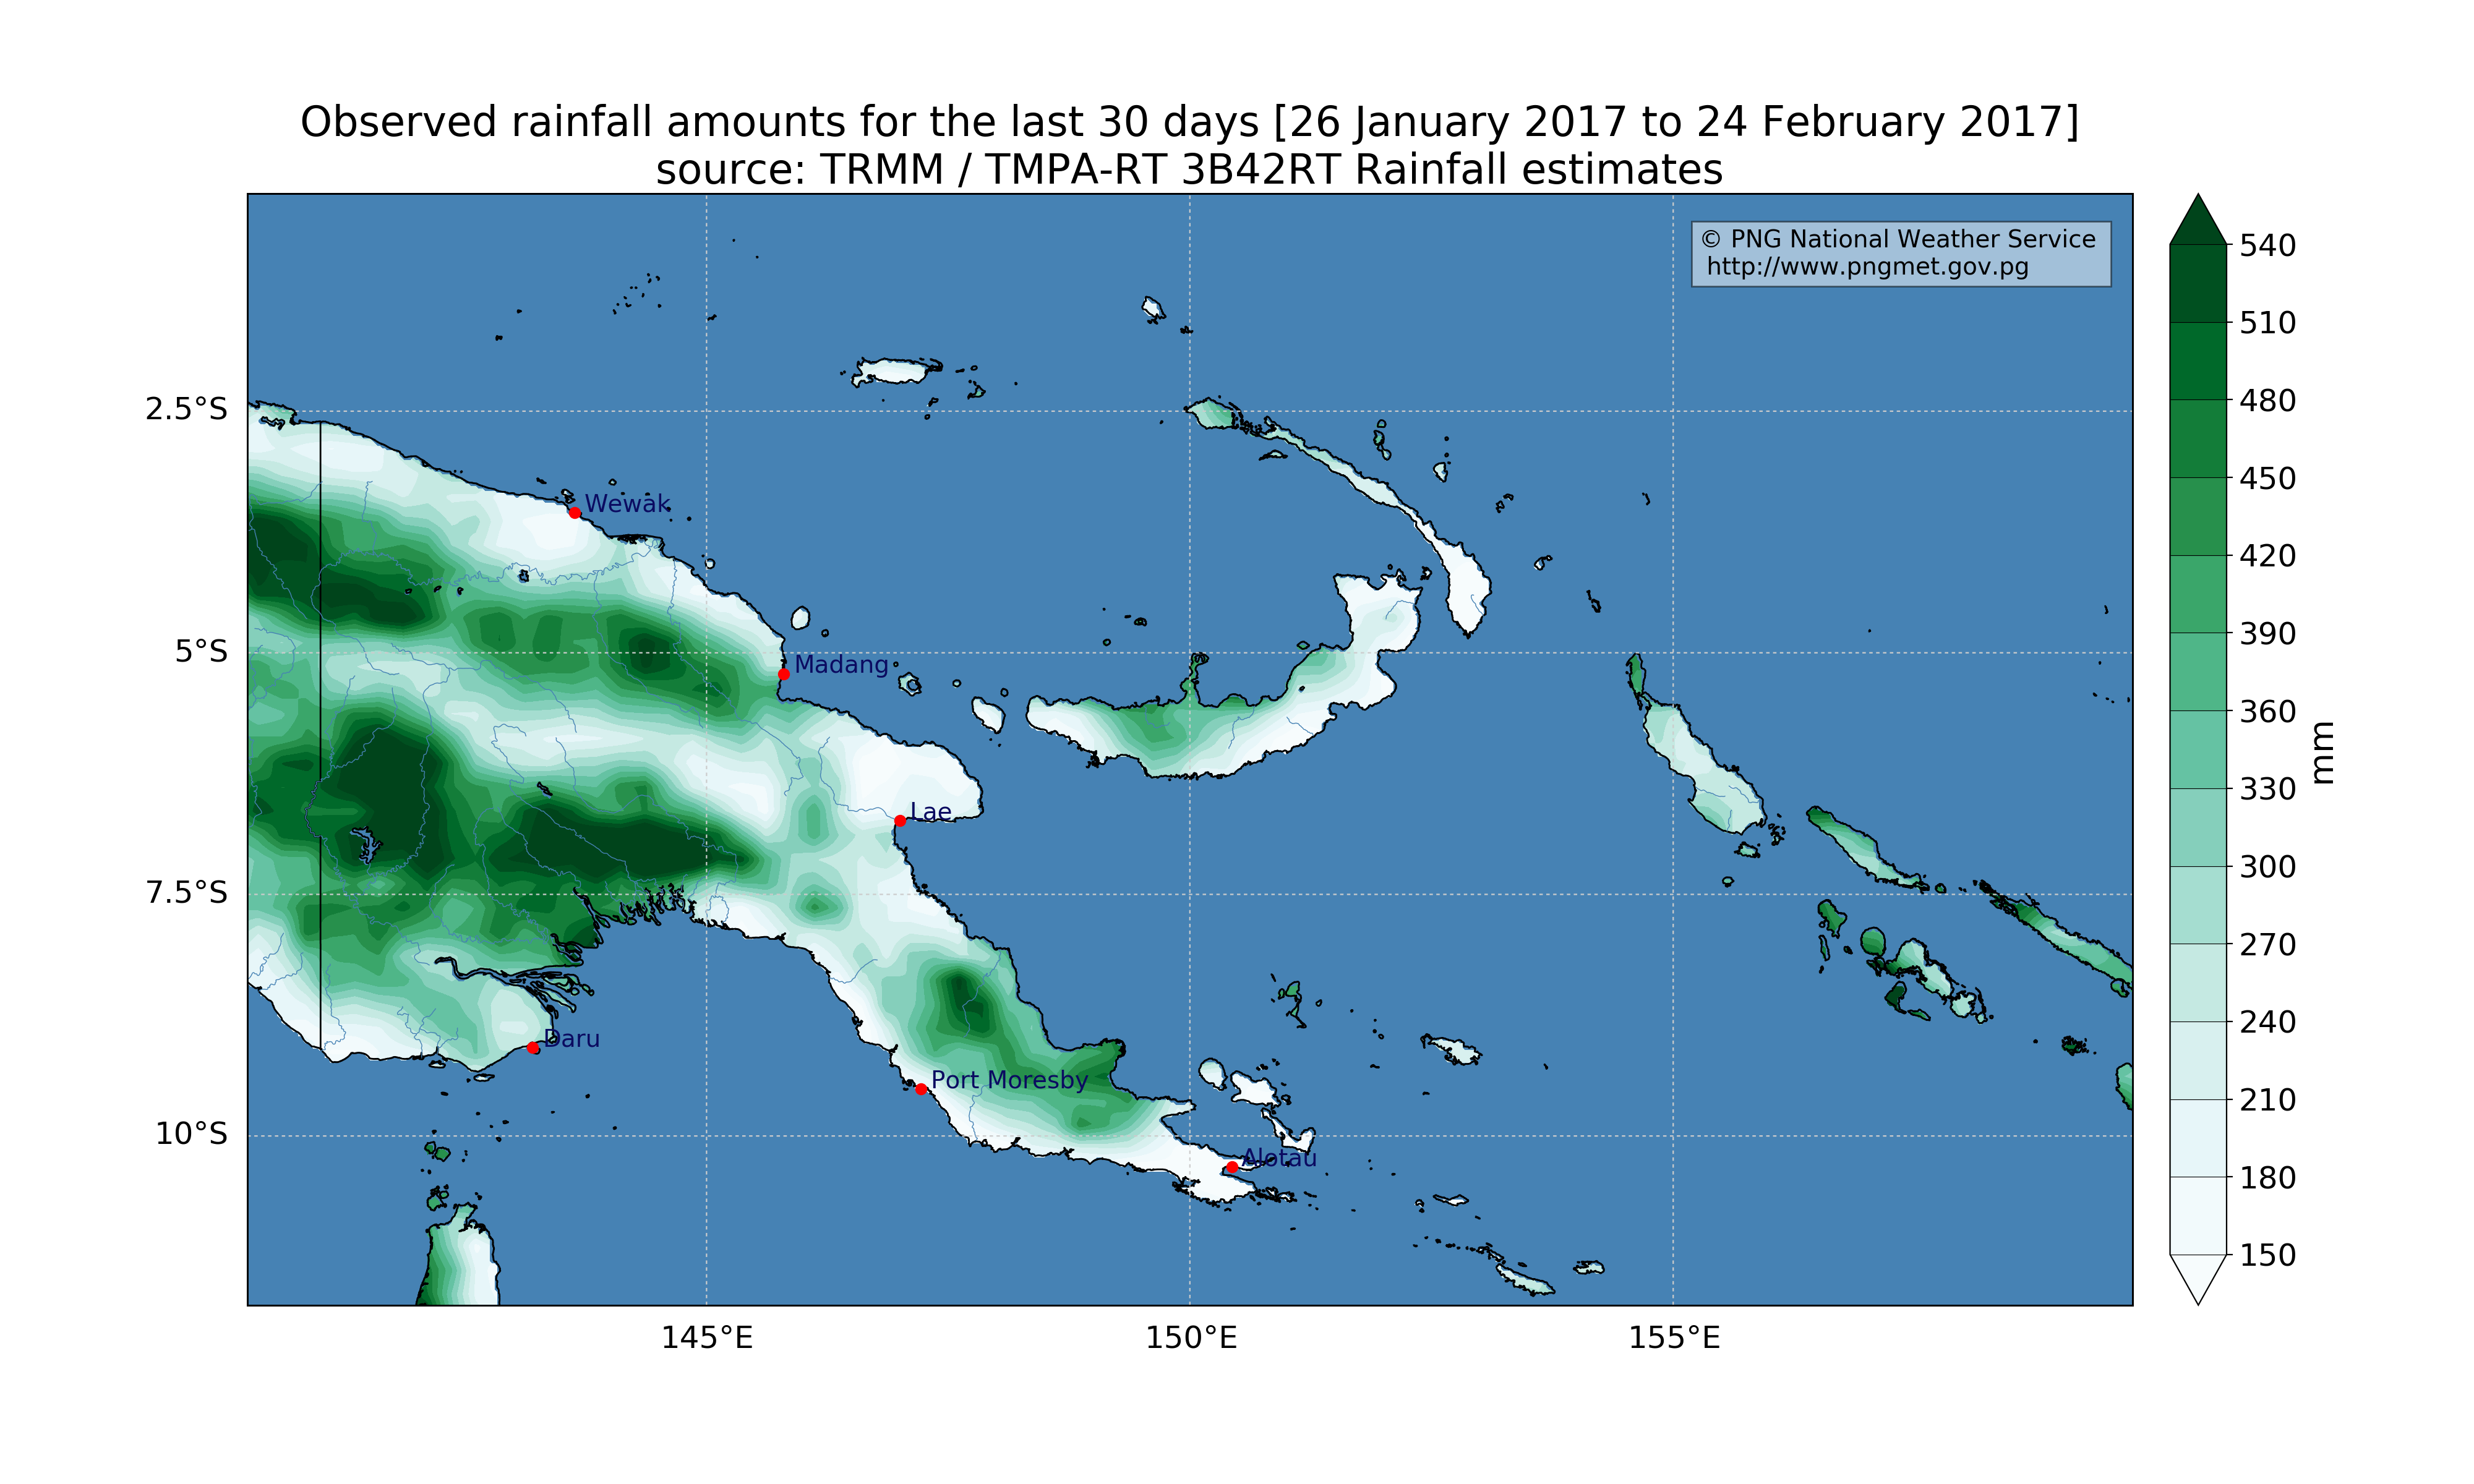 Observed rainfall amounts for the last 30 days [26 January 2017 to 24 February 2017]
source: TRMM / TMPA-RT 3B42RT Rainfall estimates
© PNG National Weather Service
http://www.pngmet.gov.pg
540
510
480
450
420
390
360
330
300
270
240
210
180
150
mm
2.5°S
5°S
7.5°S
10°S
Wewak
Madang
Lae
Daru
Port Moresby
Alotau
145°E
150°E
155°E